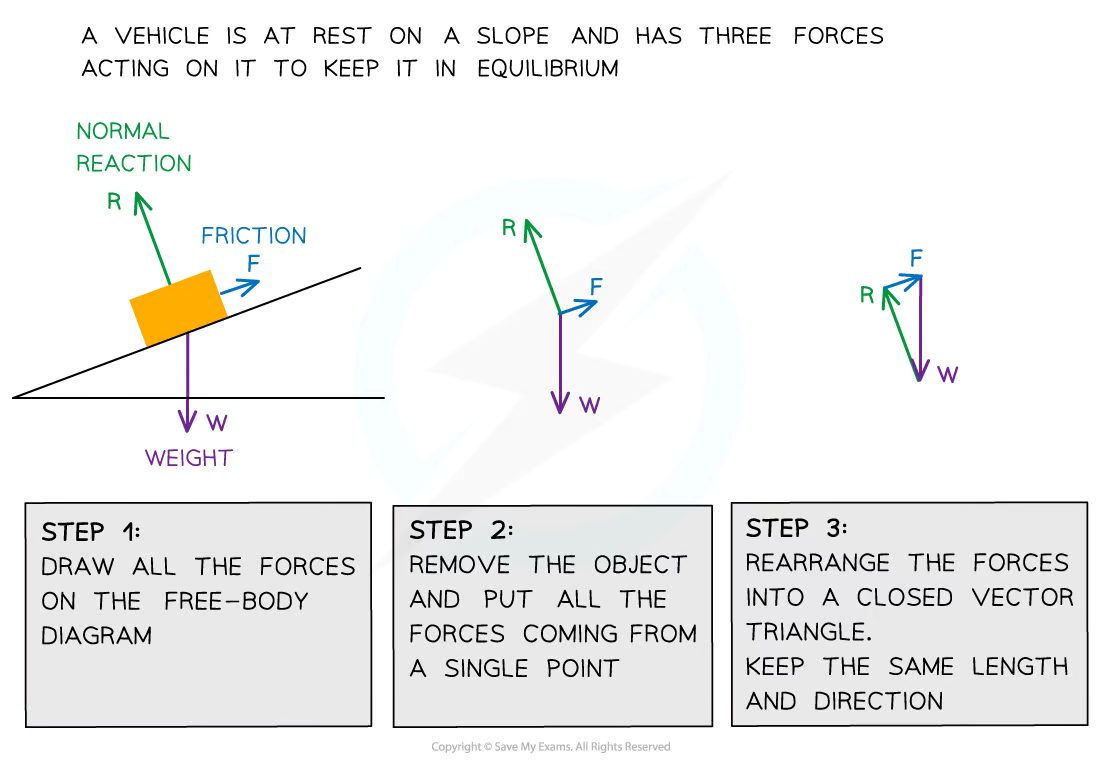 A VEHICLE IS AT REST ON A SLOPE AND HAS THREE FORCES
ACTING ON IT TO KEEP IT IN EQUILIBRIUM
NORMAL
REACTION
R
FRICTION
F
W
WEIGHT
R
F
W
F
R
W
STEP 1:
DRAW ALL THE FORCES
ON THE FREE-BODY
DIAGRAM
STEP 2:
REMOVE THE OBJECT
AND PUT ALL THE
FORCES COMING FROM
A SINGLE POINT
STEP 3:
REARRANGE THE FORCES
INTO A CLOSED VECTOR
TRIANGLE.
KEEP THE SAME LENGTH
AND DIRECTION
Copyright © Save My Exams. All Rights Reserved